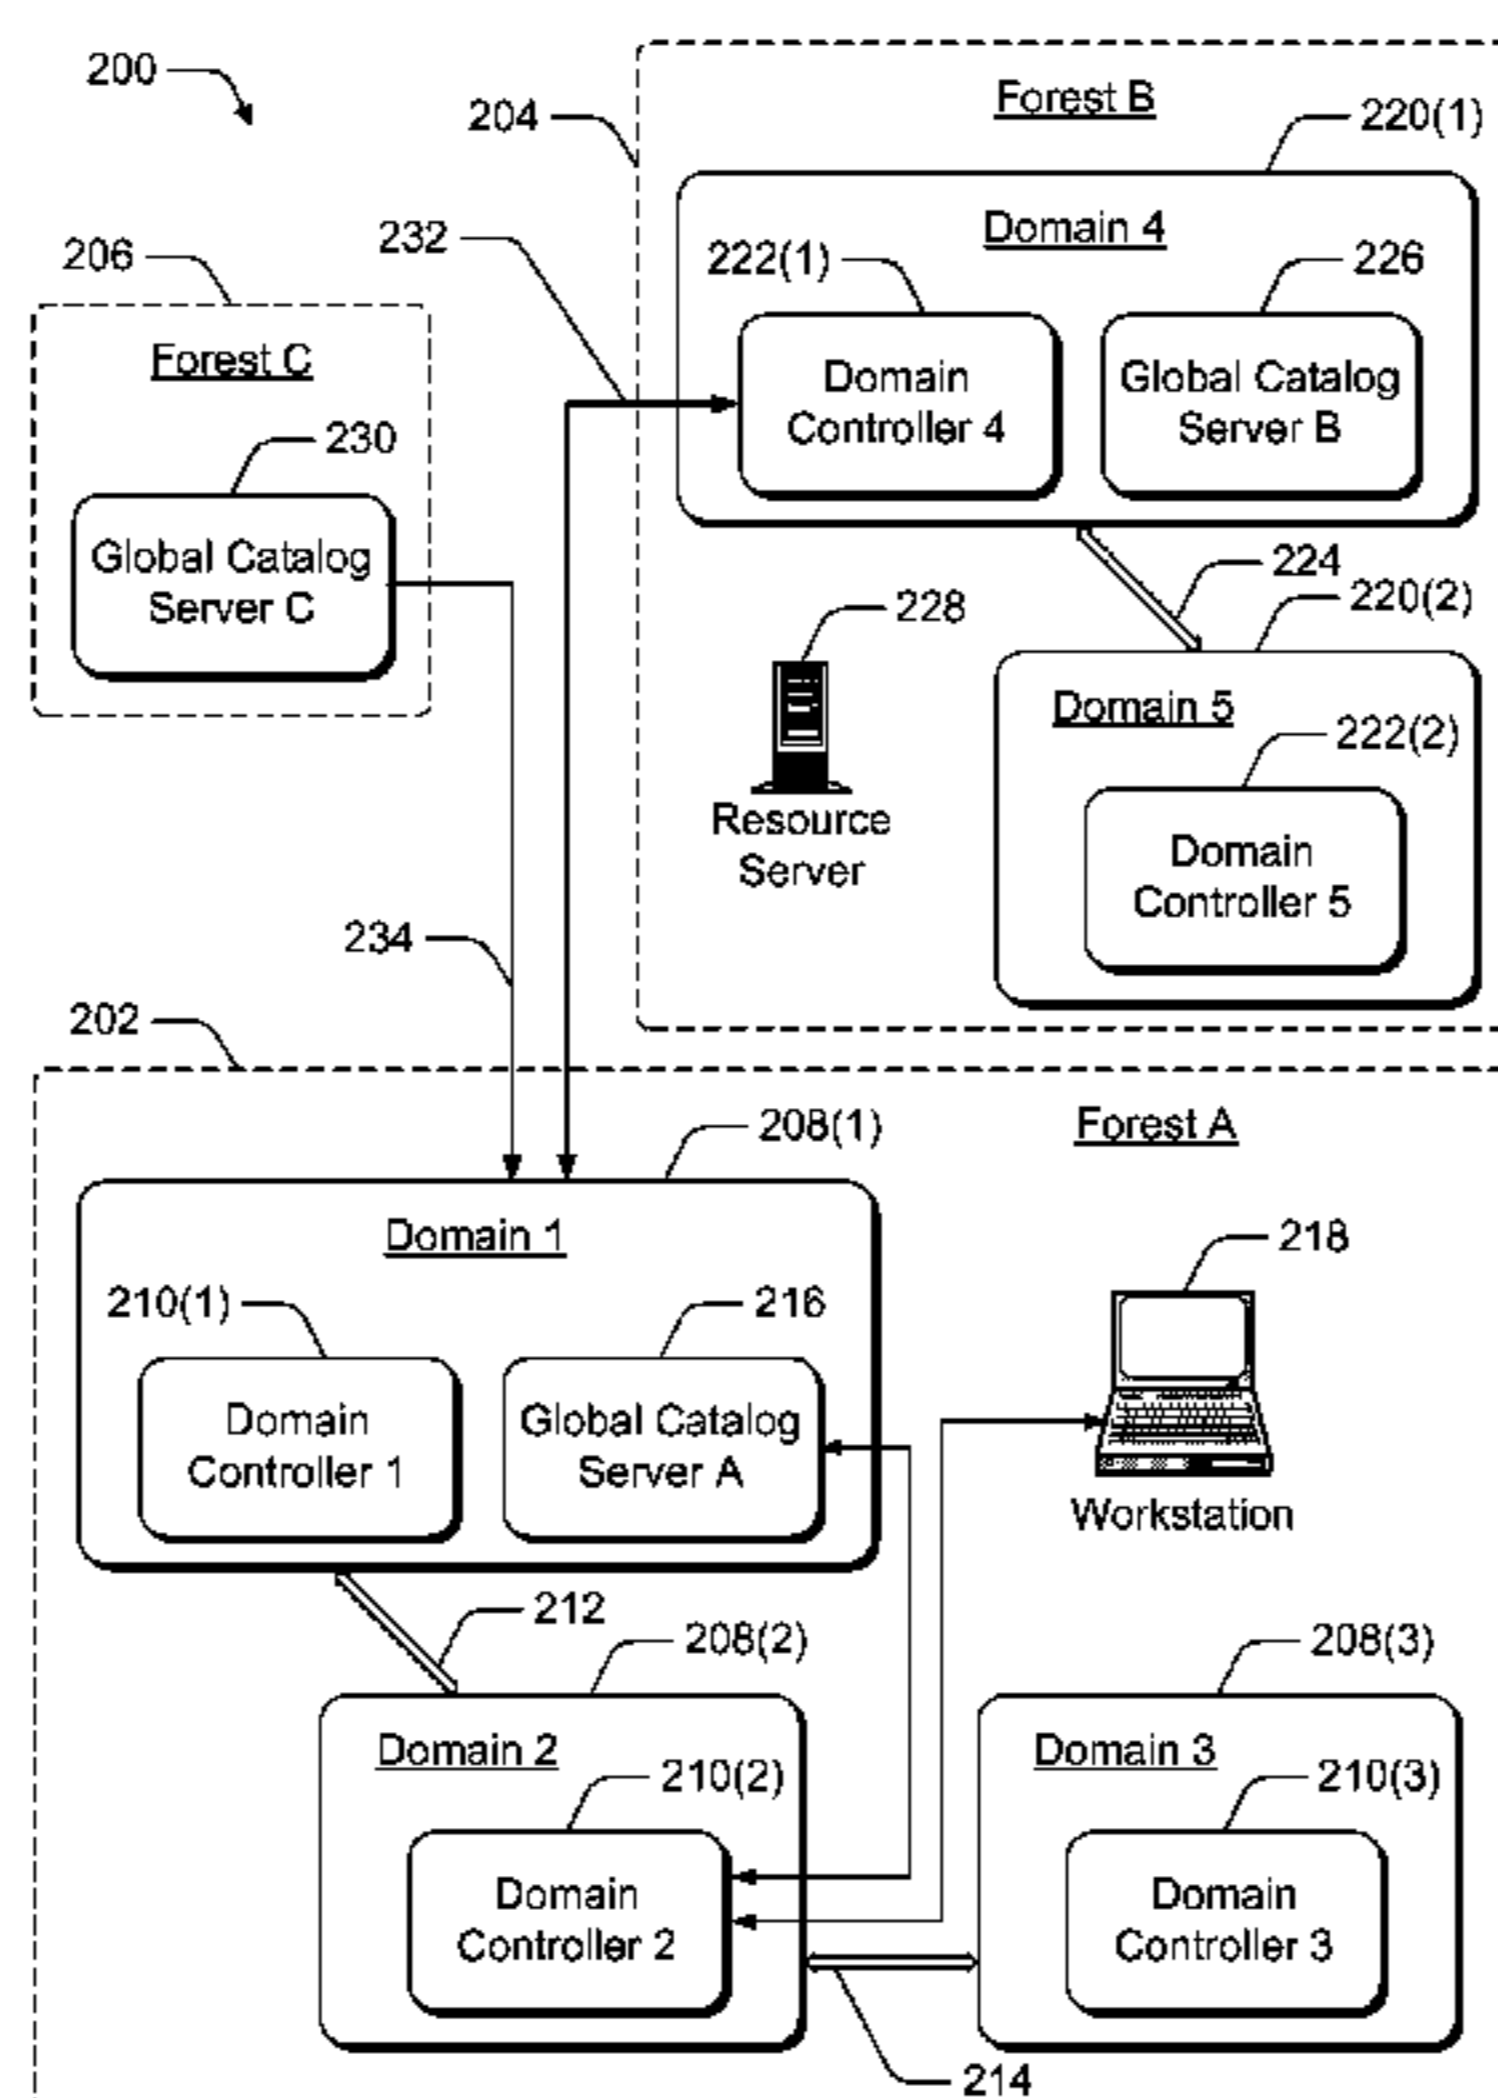 200
204
Forest B
220(1)
Domain 4
232
222(1)
226
206
Forest C
Domain
Controller 4
Global Catalog
Server B
230
Global Catalog
Server C
224
220(2)
228
Domain 5
222(2)
Resource
Server
Domain
Controller 5
234
202
208(1)
Forest A
Domain 1
218
210(1)
216
Domain
Controller 1
Global Catalog
Server A
Workstation
212
208(2)
208(3)
Domain 2
Domain 3
210(2)
210(3)
Domain
Controller 2
Domain
Controller 3
214